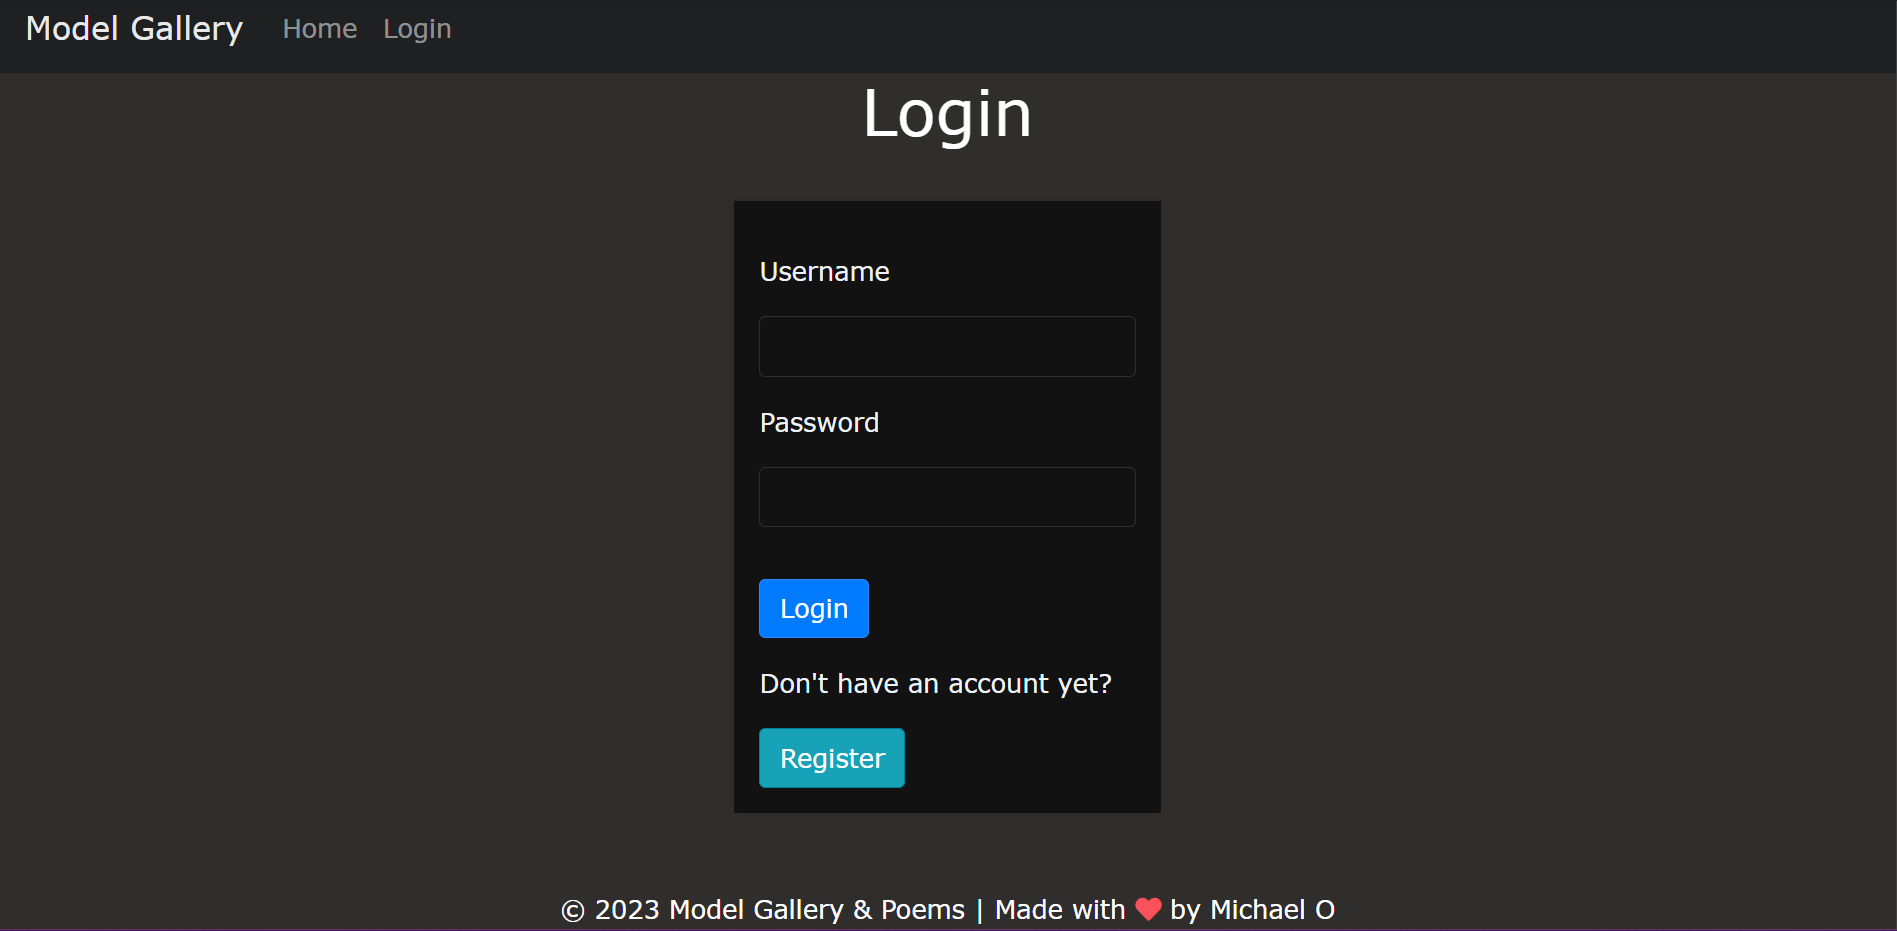 Model Gallery Home Login
Login
Username
Password
Login
Don't have an account yet?
Register
© 2023 Model Gallery & Poems | Made with ❤ by Michael O